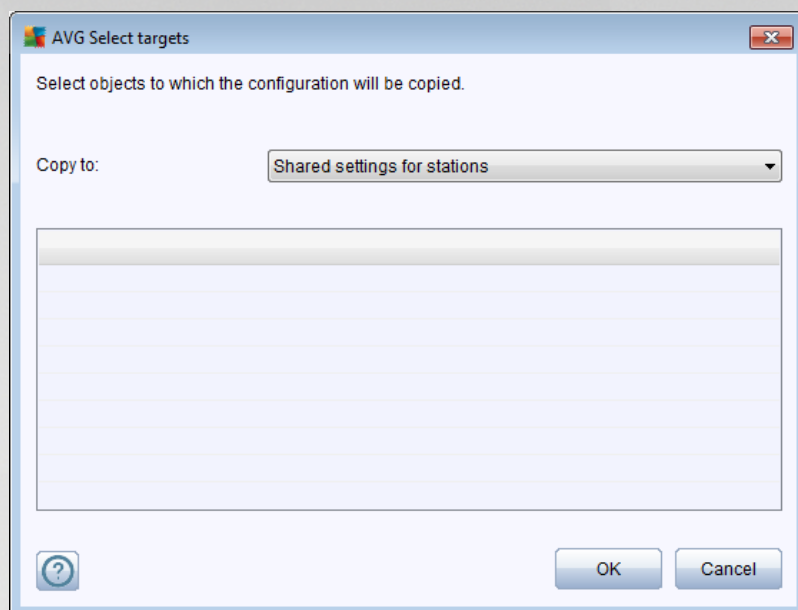 AVG Select targets
Select objects to which the configuration will be copied.
Copy to:
Shared settings for stations
?
OK
Cancel